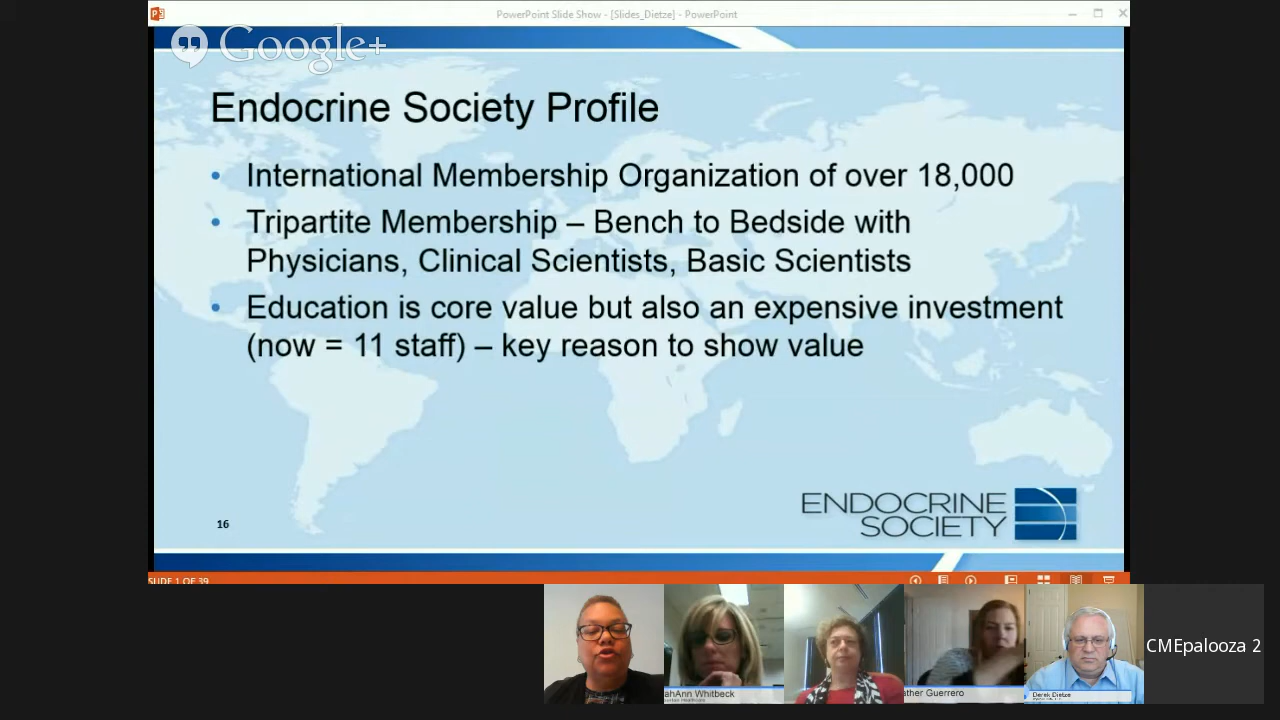 PowerPoint Slide Show - [Slides_Dietze] - PowerPoint
Google+
Endocrine Society Profile
• International Membership Organization of over 18,000
• Tripartite Membership – Bench to Bedside with
Physicians, Clinical Scientists, Basic Scientists
• Education is core value but also an expensive investment
(now = 11 staff) – key reason to show value
16
ENDOCRINE
SOCIETY
SLIDE 1 OF 39
CMEpalooza 2
ahAnn Whitbeck
ather Guerrero
Derek Dietze